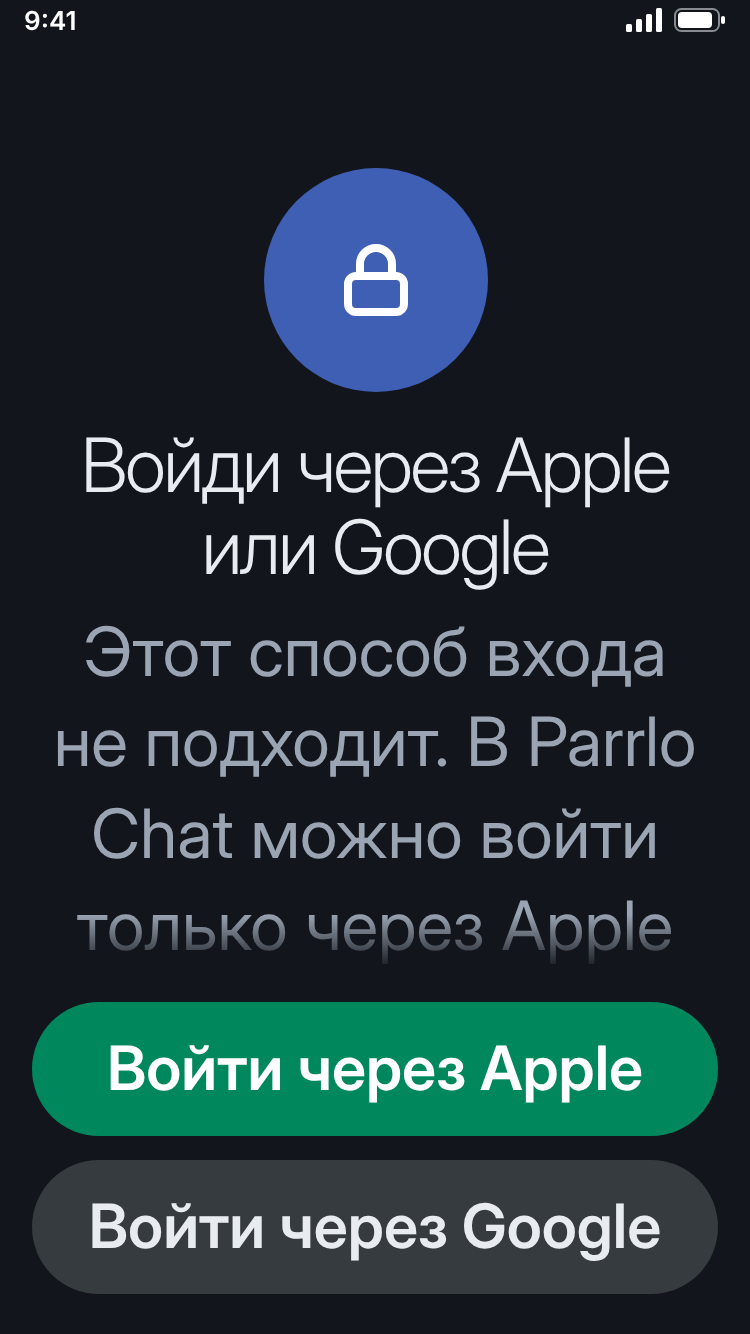 9:41
Войди через Apple
или Google
Этот способ входа
не подходит. В Parrlo
Chat можно войти
только через Apple
Войти через Apple
Войти через Google